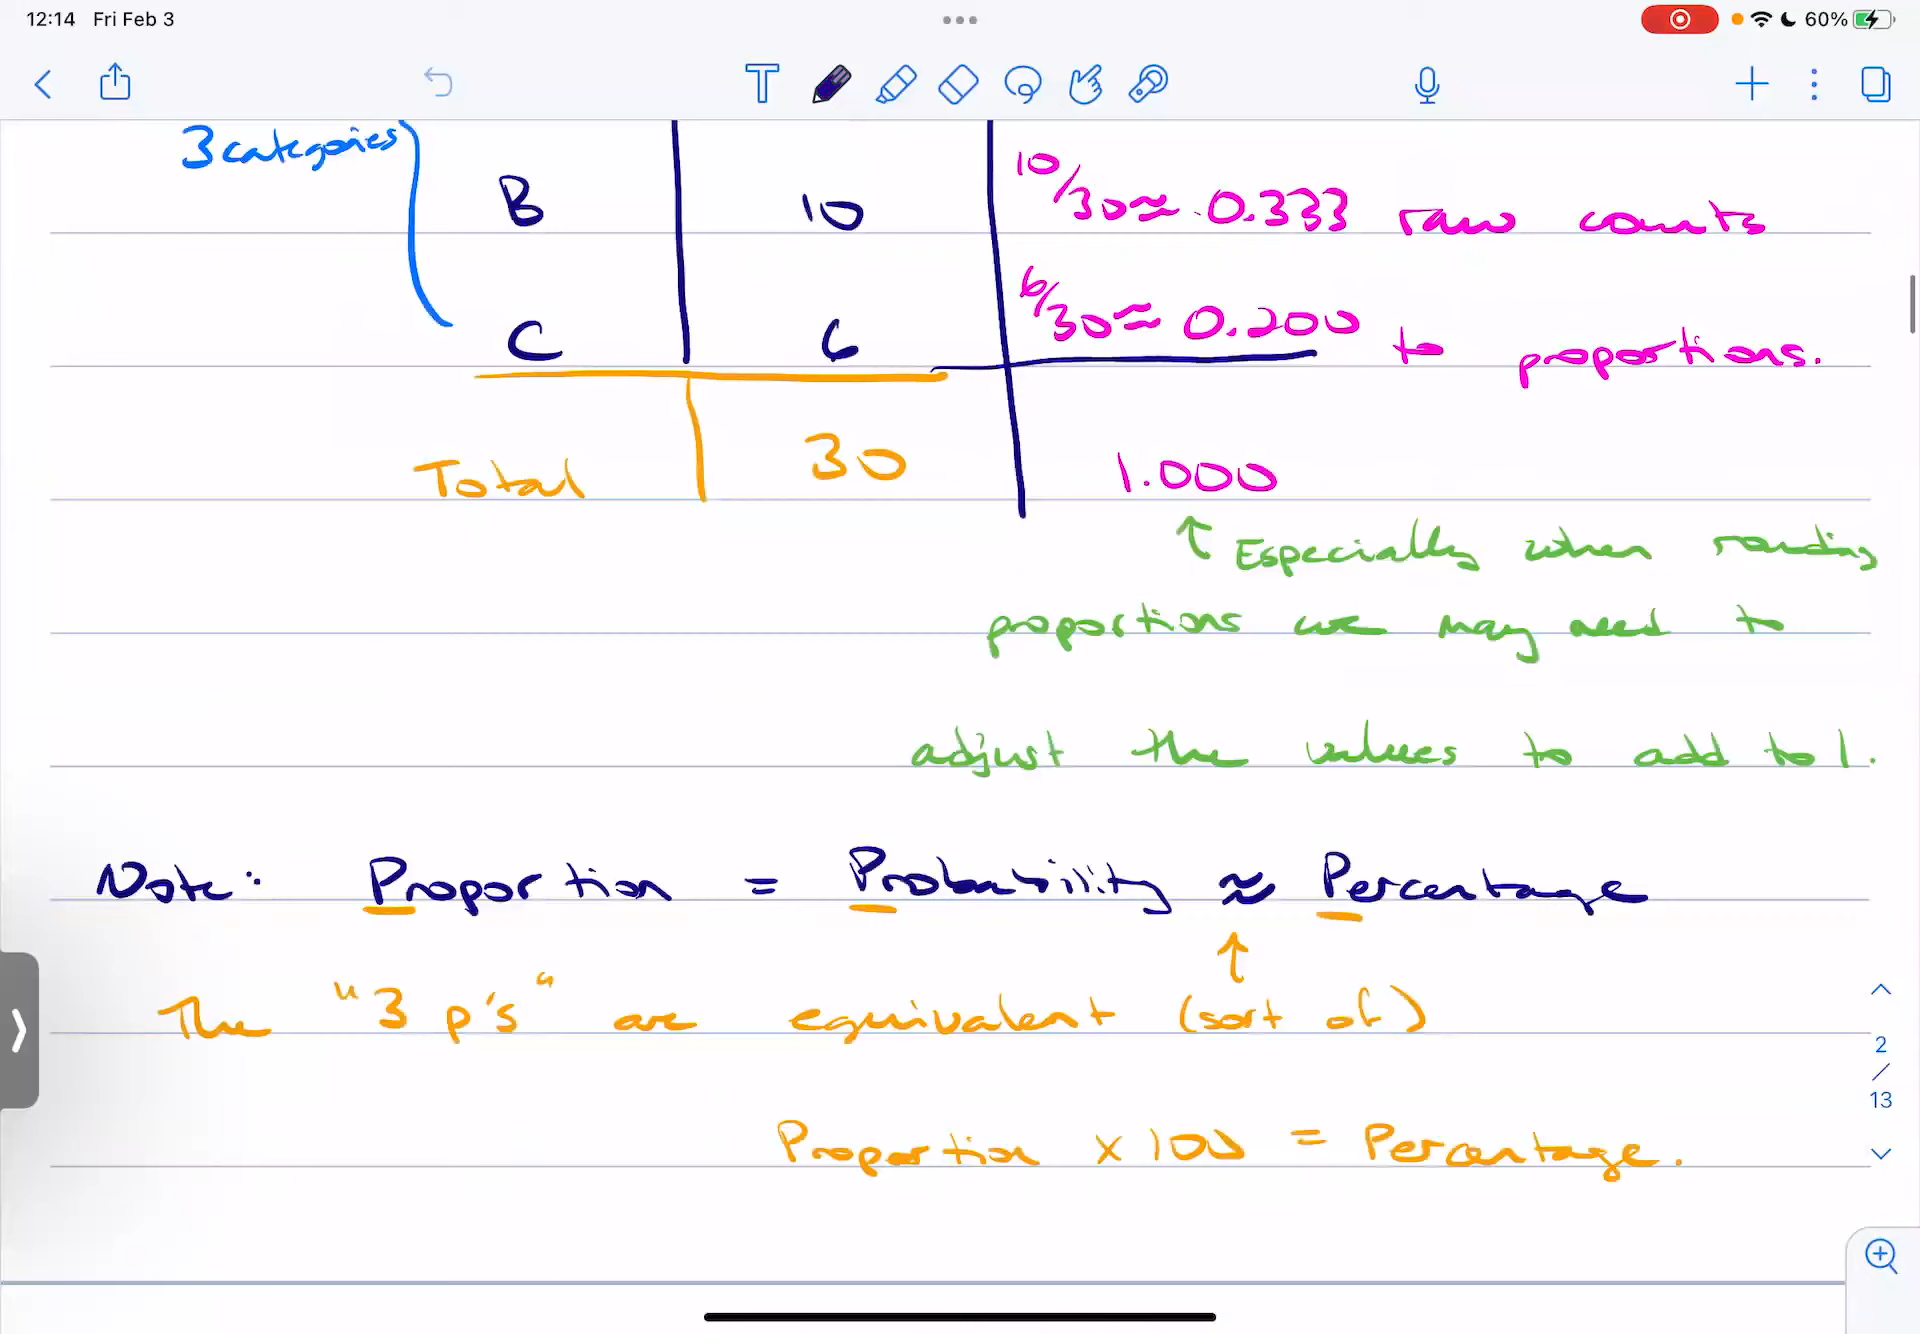 12:14 Fri Feb 3
60%
T
3 categories
B 10 10/30 ≈ 0.333 raw counts
C 6 6/30 ≈ 0.200 to proportions.
Total 30 1.000
↑ Especially when rounding
proportions we may need to
adjust the values to add to 1.
Note: Proportion = Probability ≈ Percentage
↑
The "3 p's" are equivalent (sort of)
Proportion × 100 = Percentage.
2
/
13